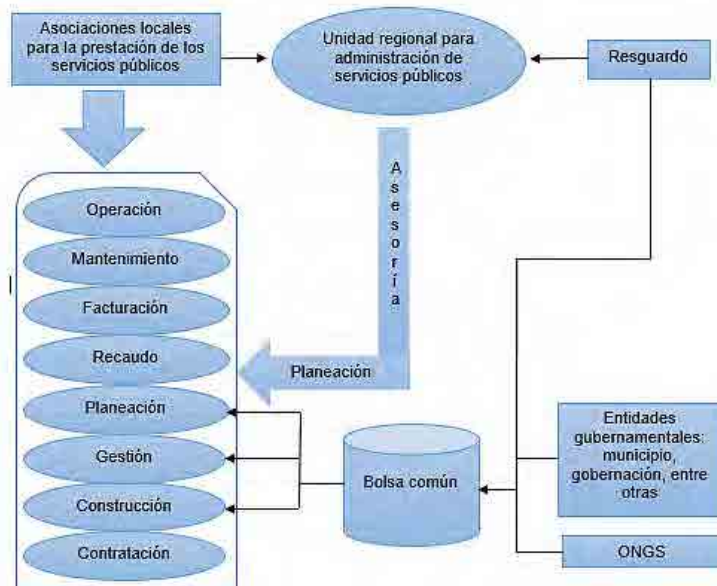 Asociaciones locales
para la prestación de los
servicios públicos
Unidad regional para
administración de
servicios públicos
Resguardo
Asesoría
Operación
Mantenimiento
Facturación
Recaudo
Planeación
Gestión
Construcción
Contratación
Planeación
Bolsa común
Entidades
gubernamentales:
municipio,
gobernación, entre
otras
ONGS